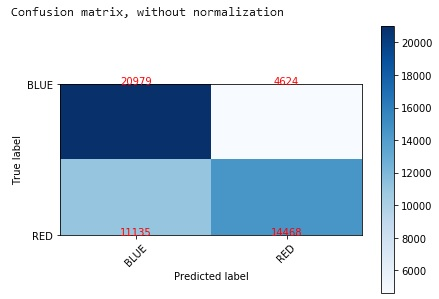 Confusion matrix, without normalization
BLUE
RED
True label
20979
4624
11135
14468
BLUE
RED
Predicted label
20000
18000
16000
14000
12000
10000
8000
6000